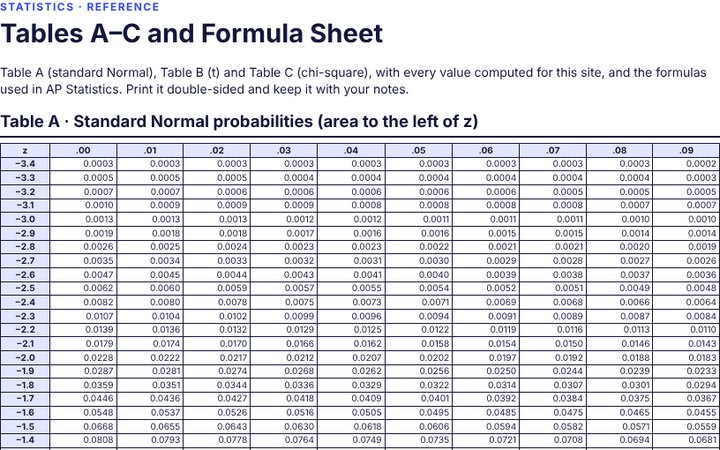 STATISTICS · REFERENCE
Tables A–C and Formula Sheet
Table A (standard Normal), Table B (t) and Table C (chi-square), with every value computed for this site, and the formulas
used in AP Statistics. Print it double-sided and keep it with your notes.
Table A · Standard Normal probabilities (area to the left of z)
z .00 .01 .02 .03 .04 .05 .06 .07 .08 .09
−3.4 0.0003 0.0003 0.0003 0.0003 0.0003 0.0003 0.0003 0.0003 0.0003 0.0002
−3.3 0.0005 0.0005 0.0005 0.0004 0.0004 0.0004 0.0004 0.0004 0.0004 0.0003
−3.2 0.0007 0.0007 0.0006 0.0006 0.0006 0.0006 0.0006 0.0005 0.0005 0.0005
−3.1 0.0010 0.0009 0.0009 0.0009 0.0008 0.0008 0.0008 0.0008 0.0007 0.0007
−3.0 0.0013 0.0013 0.0013 0.0012 0.0012 0.0011 0.0011 0.0011 0.0010 0.0010
−2.9 0.0019 0.0018 0.0018 0.0017 0.0016 0.0016 0.0015 0.0015 0.0014 0.0014
−2.8 0.0026 0.0025 0.0024 0.0023 0.0023 0.0022 0.0021 0.0021 0.0020 0.0019
−2.7 0.0035 0.0034 0.0033 0.0032 0.0031 0.0030 0.0029 0.0028 0.0027 0.0026
−2.6 0.0047 0.0045 0.0044 0.0043 0.0041 0.0040 0.0039 0.0038 0.0037 0.0036
−2.5 0.0062 0.0060 0.0059 0.0057 0.0055 0.0054 0.0052 0.0051 0.0049 0.0048
−2.4 0.0082 0.0080 0.0078 0.0075 0.0073 0.0071 0.0069 0.0068 0.0066 0.0064
−2.3 0.0107 0.0104 0.0102 0.0099 0.0096 0.0094 0.0091 0.0089 0.0087 0.0084
−2.2 0.0139 0.0136 0.0132 0.0129 0.0125 0.0122 0.0119 0.0116 0.0113 0.0110
−2.1 0.0179 0.0174 0.0170 0.0166 0.0162 0.0158 0.0154 0.0150 0.0146 0.0143
−2.0 0.0228 0.0222 0.0217 0.0212 0.0207 0.0202 0.0197 0.0192 0.0188 0.0183
−1.9 0.0287 0.0281 0.0274 0.0268 0.0262 0.0256 0.0250 0.0244 0.0239 0.0233
−1.8 0.0359 0.0351 0.0344 0.0336 0.0329 0.0322 0.0314 0.0307 0.0301 0.0294
−1.7 0.0446 0.0436 0.0427 0.0418 0.0409 0.0401 0.0392 0.0384 0.0375 0.0367
−1.6 0.0548 0.0537 0.0526 0.0516 0.0505 0.0495 0.0485 0.0475 0.0465 0.0455
−1.5 0.0668 0.0655 0.0643 0.0630 0.0618 0.0606 0.0594 0.0582 0.0571 0.0559
−1.4 0.0808 0.0793 0.0778 0.0764 0.0749 0.0735 0.0721 0.0708 0.0694 0.0681